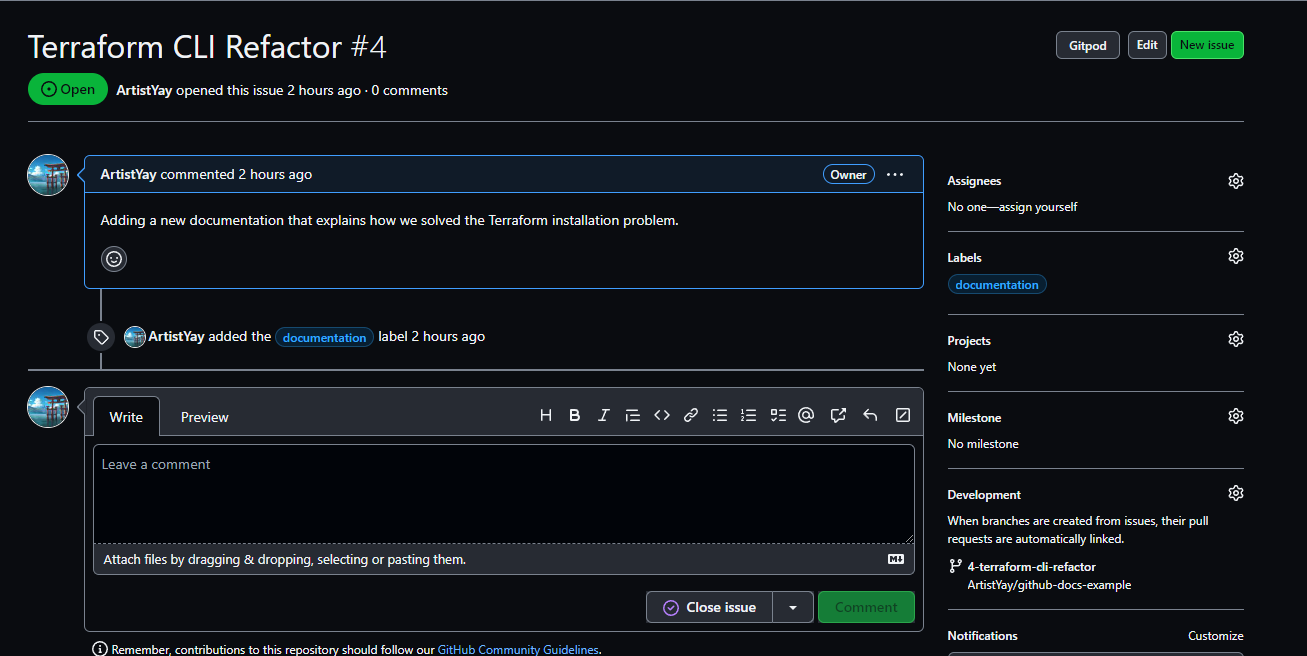 Terraform CLI Refactor #4
Gitpod
Edit
New issue
Open
ArtistYay opened this issue 2 hours ago · 0 comments
ArtistYay commented 2 hours ago
Owner
Adding a new documentation that explains how we solved the Terraform installation problem.
ArtistYay added the documentation label 2 hours ago
Write
Preview
Leave a comment
Attach files by dragging & dropping, selecting or pasting them.
Close issue
Comment
Remember, contributions to this repository should follow our GitHub Community Guidelines.
Assignees
No one—assign yourself
Labels
documentation
Projects
None yet
Milestone
No milestone
Development
When branches are created from issues, their pull
requests are automatically linked.
4-terraform-cli-refactor
ArtistYay/github-docs-example
Notifications
Customize